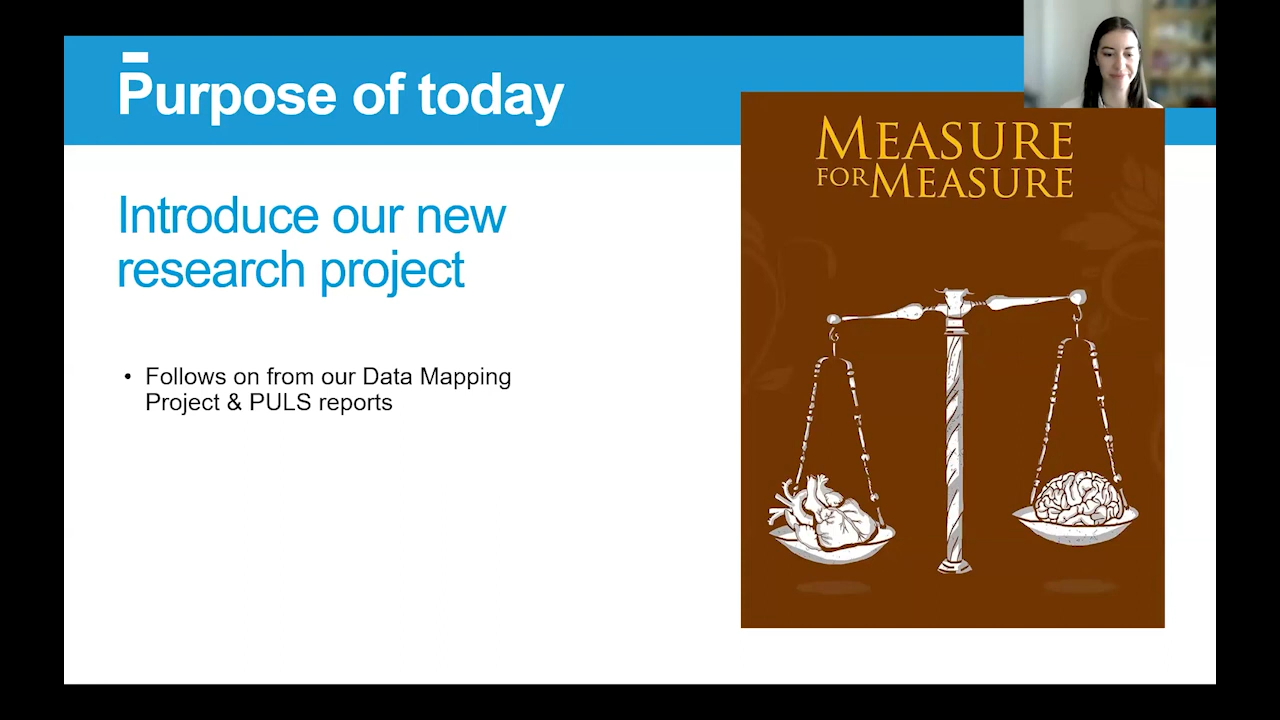 Purpose of today
Introduce our new
research project
• Follows on from our Data Mapping
Project & PULS reports
MEASURE
FOR MEASURE